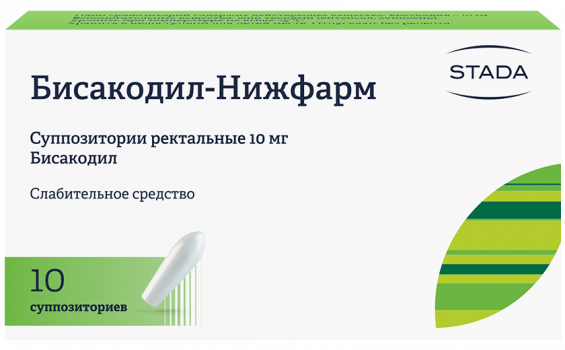 Бисакодил-Нижфарм
STADA
Суппозитории ректальные 10 мг
Бисакодил
Слабительное средство
10
суппозиториев